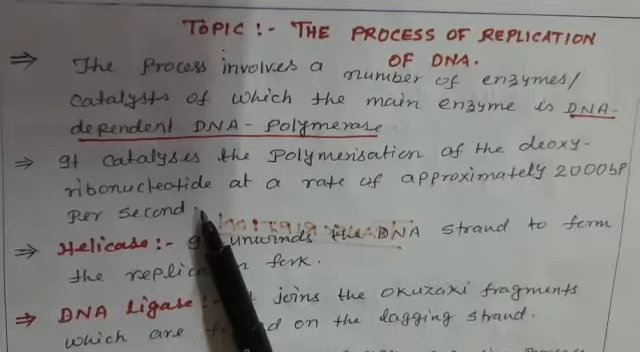 TOPIC :- THE PROCESS OF REPLICATION
OF DNA.
⇒ The Process involves a number of enzymes/
catalysts of which the main enzyme is DNA-
dependent DNA- Polymerase.
⇒ It catalyses the Polymerisation of the deoxy-
ribonucleotide at a rate of approximately 2000bp
Per second
⇒ Helicase:- unwinds the DNA strand to form
the fork.
⇒ DNA Ligase:- joins the okuzaki fragments
which are on the lagging strand.